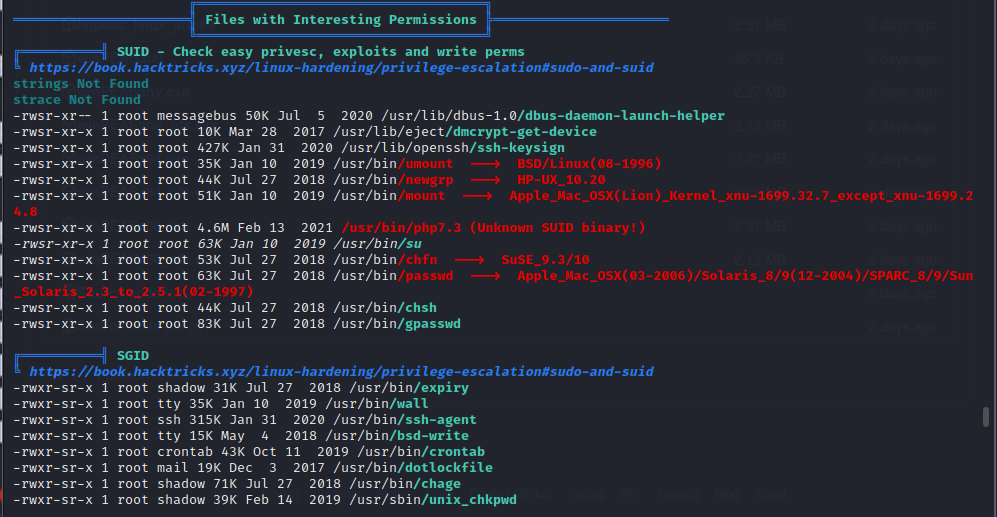 Files with Interesting Permissions
SUID - Check easy privesc, exploits and write perms
https://book.hacktricks.xyz/linux-hardening/privilege-escalation#sudo-and-suid
strings Not Found
strace Not Found
-rwsr-xr-- 1 root messagebus 50K Jul  5  2020 /usr/lib/dbus-1.0/dbus-daemon-launch-helper
-rwsr-xr-x 1 root root 10K Mar 28  2017 /usr/lib/eject/dmcrypt-get-device
-rwsr-xr-x 1 root root 427K Jan 31  2020 /usr/lib/openssh/ssh-keysign
-rwsr-xr-x 1 root root 35K Jan 10  2019 /usr/bin/umount  --->  BSD/Linux(08-1996)
-rwsr-xr-x 1 root root 44K Jul 27  2018 /usr/bin/newgrp  --->  HP-UX_10.20
-rwsr-xr-x 1 root root 51K Jan 10  2019 /usr/bin/mount  --->  Apple_Mac_OSX(Lion)_Kernel_xnu-1699.32.7_except_xnu-1699.2
4.8
-rwsr-xr-x 1 root root 4.6M Feb 13  2021 /usr/bin/php7.3 (Unknown SUID binary!)
-rwsr-xr-x 1 root root 63K Jan 10  2019 /usr/bin/su
-rwsr-xr-x 1 root root 53K Jul 27  2018 /usr/bin/chfn  --->  SuSE_9.3/10
-rwsr-xr-x 1 root root 63K Jul 27  2018 /usr/bin/passwd  --->  Apple_Mac_OSX(03-2006)/Solaris_8/9(12-2004)/SPARC_8/9/Sun
_Solaris_2.3_to_2.5.1(02-1997)
-rwsr-xr-x 1 root root 44K Jul 27  2018 /usr/bin/chsh
-rwsr-xr-x 1 root root 83K Jul 27  2018 /usr/bin/gpasswd
SGID
https://book.hacktricks.xyz/linux-hardening/privilege-escalation#sudo-and-suid
-rwxr-sr-x 1 root shadow 31K Jul 27  2018 /usr/bin/expiry
-rwxr-sr-x 1 root tty 35K Jan 10  2019 /usr/bin/wall
-rwxr-sr-x 1 root ssh 315K Jan 31  2020 /usr/bin/ssh-agent
-rwxr-sr-x 1 root tty 15K May  4  2018 /usr/bin/bsd-write
-rwxr-sr-x 1 root crontab 43K Oct 11  2019 /usr/bin/crontab
-rwxr-sr-x 1 root mail 19K Dec  3  2017 /usr/bin/dotlockfile
-rwxr-sr-x 1 root shadow 71K Jul 27  2018 /usr/bin/chage
-rwxr-sr-x 1 root shadow 39K Feb 14  2019 /usr/sbin/unix_chkpwd